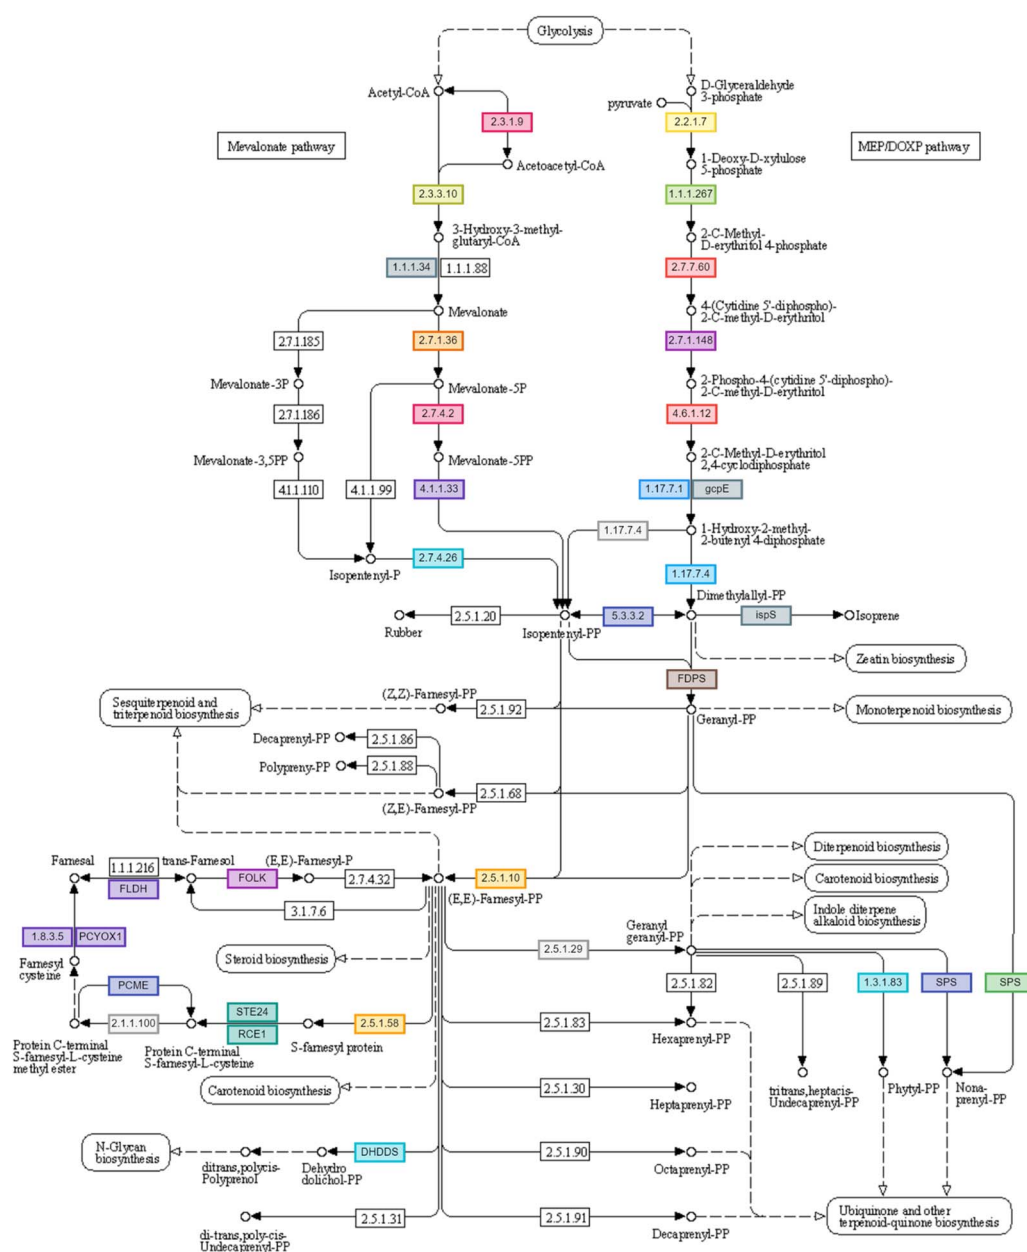 Glycolysis
Acetyl-CoA
D-Glyceraldehyde
3-phosphate
pyruvate
2.3.1.9
2.2.1.7
Mevalonate pathway
MEP/DOXP pathway
Acetoacetyl-CoA
1-Deoxy-D-xylulose
5-phosphate
2.3.3.10
1.1.1.267
3-Hydroxy-3-methyl-
glutaryl-CoA
2-C-Methyl-
D-erythritol 4-phosphate
1.1.1.34
1.1.1.88
2.7.7.60
Mevalonate
4-(Cytidine 5'-diphospho)-
2-C-methyl-D-erythritol
2.7.1.185
2.7.1.36
2.7.1.148
Mevalonate-3P
Mevalonate-5P
2-Phospho-4-(cytidine 5'-diphospho)-
2-C-methyl-D-erythritol
2.7.1.186
2.7.4.2
4.6.1.12
Mevalonate-3,5PP
Mevalonate-5PP
2-C-Methyl-D-erythritol
2,4-cyclodiphosphate
4.1.1.110
4.1.1.99
4.1.1.33
1.17.7.1
gcpE
1.17.7.4
1-Hydroxy-2-methyl-
2-butenyl 4-diphosphate
Isopentenyl-P
2.7.4.26
1.17.7.4
Dimethylallyl-PP
Rubber
2.5.1.20
Isopentenyl-PP
5.3.3.2
ispS
Isoprene
Zeatin biosynthesis
FDPS
Sesquiterpenoid and
triterpenoid biosynthesis
(Z,Z)-Farnesyl-PP
2.5.1.92
Geranyl-PP
Monoterpenoid biosynthesis
Decaprenyl-PP
2.5.1.86
Polypreny-PP
2.5.1.88
2.5.1.68
(Z,E)-Farnesyl-PP
Farnesal
1.1.1.216
trans-Farnesol
(E,E)-Farnesyl-P
Diterpenoid biosynthesis
FLDH
FOLK
2.7.4.32
2.5.1.10
(E,E)-Farnesyl-PP
Carotenoid biosynthesis
3.1.7.6
Indole diterpene
alkaloid biosynthesis
1.8.3.5
PCYOX1
Geranyl
geranyl-PP
Farnesyl
cysteine
Steroid biosynthesis
2.5.1.29
PCME
2.5.1.82
2.5.1.89
1.3.1.83
SPS
SPS
2.1.1.100
STE24
RCE1
2.5.1.58
2.5.1.83
Protein C-terminal
S-farnesyl-L-cysteine
methyl ester
Protein C-terminal
S-farnesyl-L-cysteine
S-farnesyl protein
Hexaprenyl-PP
Carotenoid biosynthesis
2.5.1.30
Heptaprenyl-PP
tritrans,heptacis-
Undecaprenyl-PP
Phytyl-PP
Nona-
prenyl-PP
N-Glycan
biosynthesis
ditrans,polycis-
Polyprenol
Dehydro
dolichol-PP
DHDDS
2.5.1.90
Octaprenyl-PP
di-trans,poly-cis-
Undecaprenyl-PP
2.5.1.31
2.5.1.91
Decaprenyl-PP
Ubiquinone and other
terpenoid-quinone biosynthesis